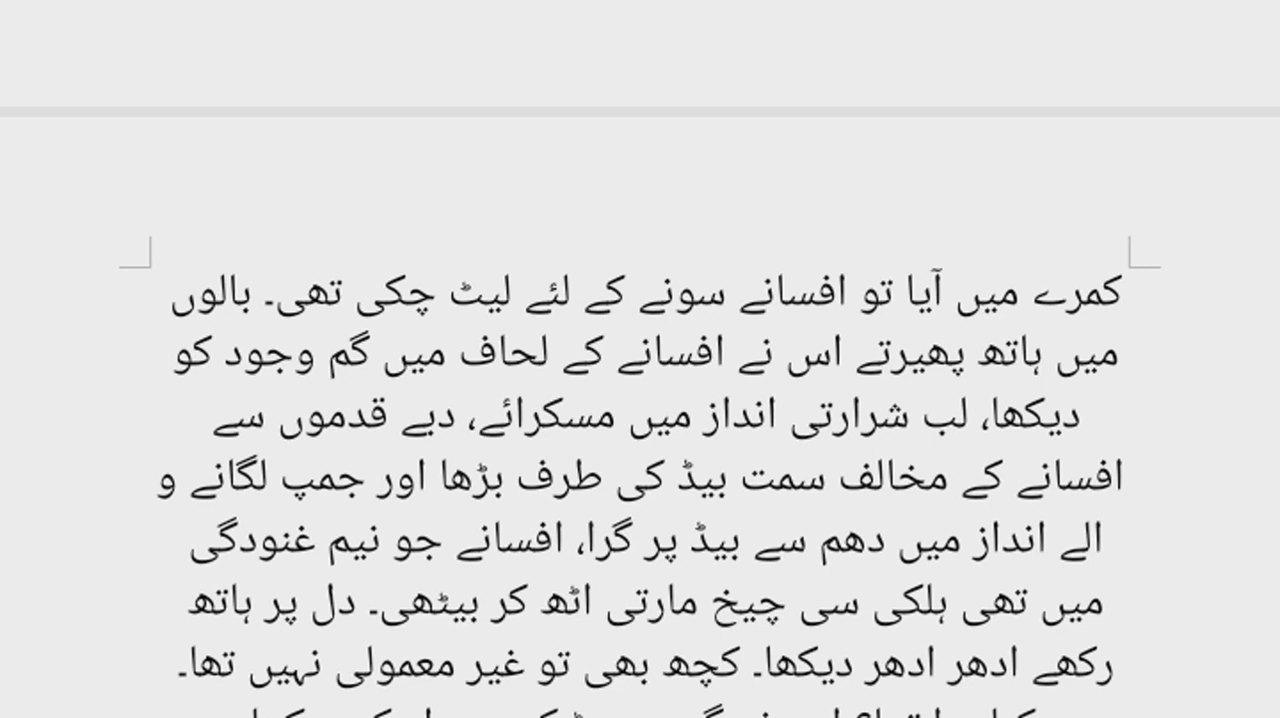 کمرے میں آیا تو افسانے سونے کے لئے لیٹ چکی تھی۔ بالوں
میں ہاتھ پھیرتے اس نے افسانے کے لحاف میں گم وجود کو
دیکھا، لب شرارتی انداز میں مسکرائے، دبے قدموں سے
افسانے کے مخالف سمت بیڈ کی طرف بڑھا اور جمپ لگانے و
الے انداز میں دھم سے بیڈ پر گرا، افسانے جو نیم غنودگی
میں تھی ہلکی سی چیخ مارتی اٹھ کر بیٹھی۔ دل پر ہاتھ
رکھے ادھر ادھر دیکھا۔ کچھ بھی تو غیر معمولی نہیں تھا۔